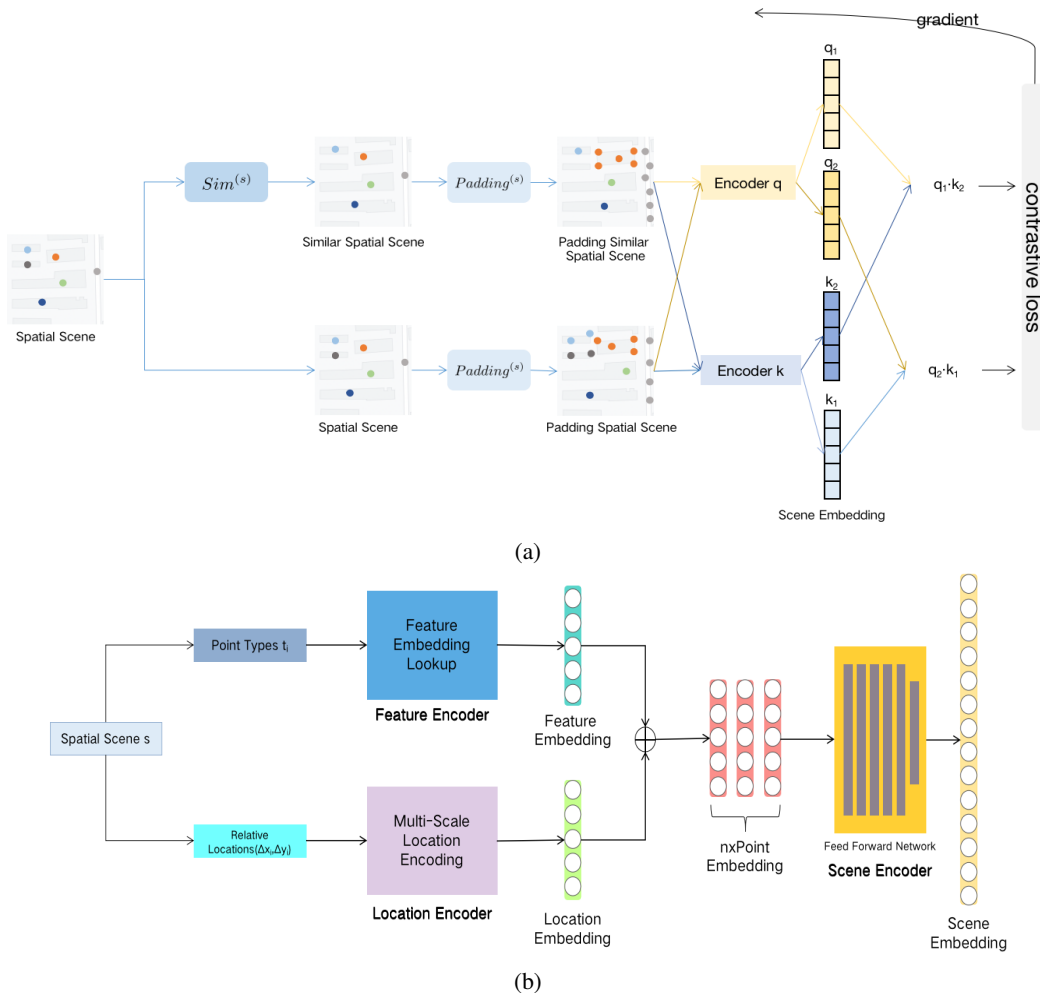 gradient
q₁
q₂
Sim⁽ˢ⁾
Padding⁽ˢ⁾
Encoder q
q₁·k₂
contrastive loss
Similar Spatial Scene
Padding Similar
Spatial Scene
k₂
Spatial Scene
Padding⁽ˢ⁾
Encoder k
q₂·k₁
k₁
Spatial Scene
Padding Spatial Scene
Scene Embedding
(a)
Point Types tᵢ
Feature
Embedding
Lookup
Feature Encoder
Feature
Embedding
Spatial Scene s
Relative
Locations(Δxᵢ,Δyᵢ)
Multi-Scale
Location
Encoding
Location Encoder
Location
Embedding
nxPoint
Embedding
Feed Forward Network
Scene Encoder
Scene
Embedding
(b)